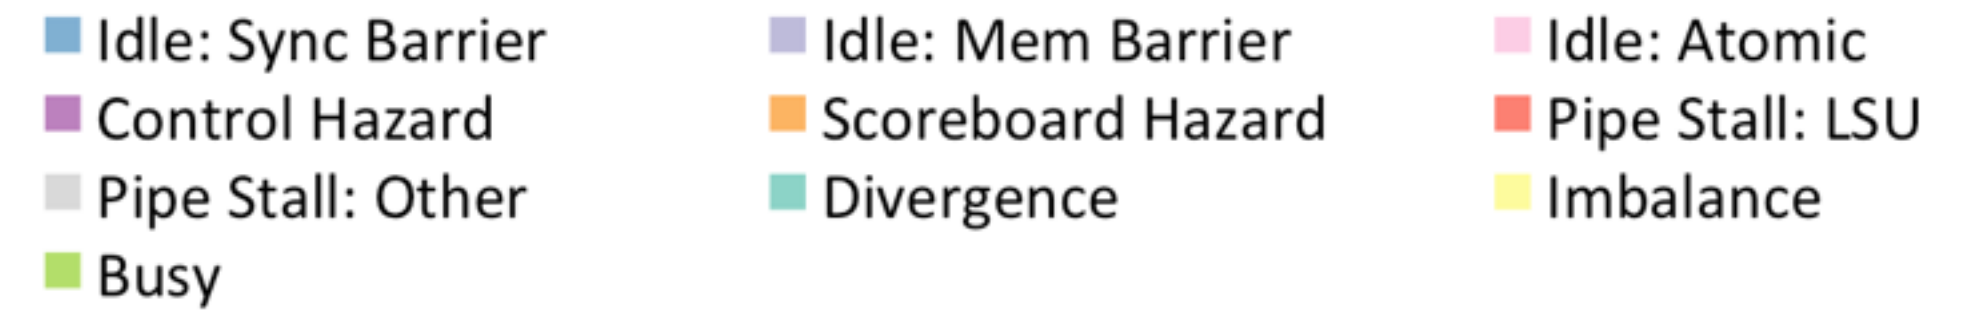 Idle: Sync Barrier Idle: Mem Barrier Idle: Atomic
Control Hazard Scoreboard Hazard Pipe Stall: LSU
Pipe Stall: Other Divergence Imbalance
Busy